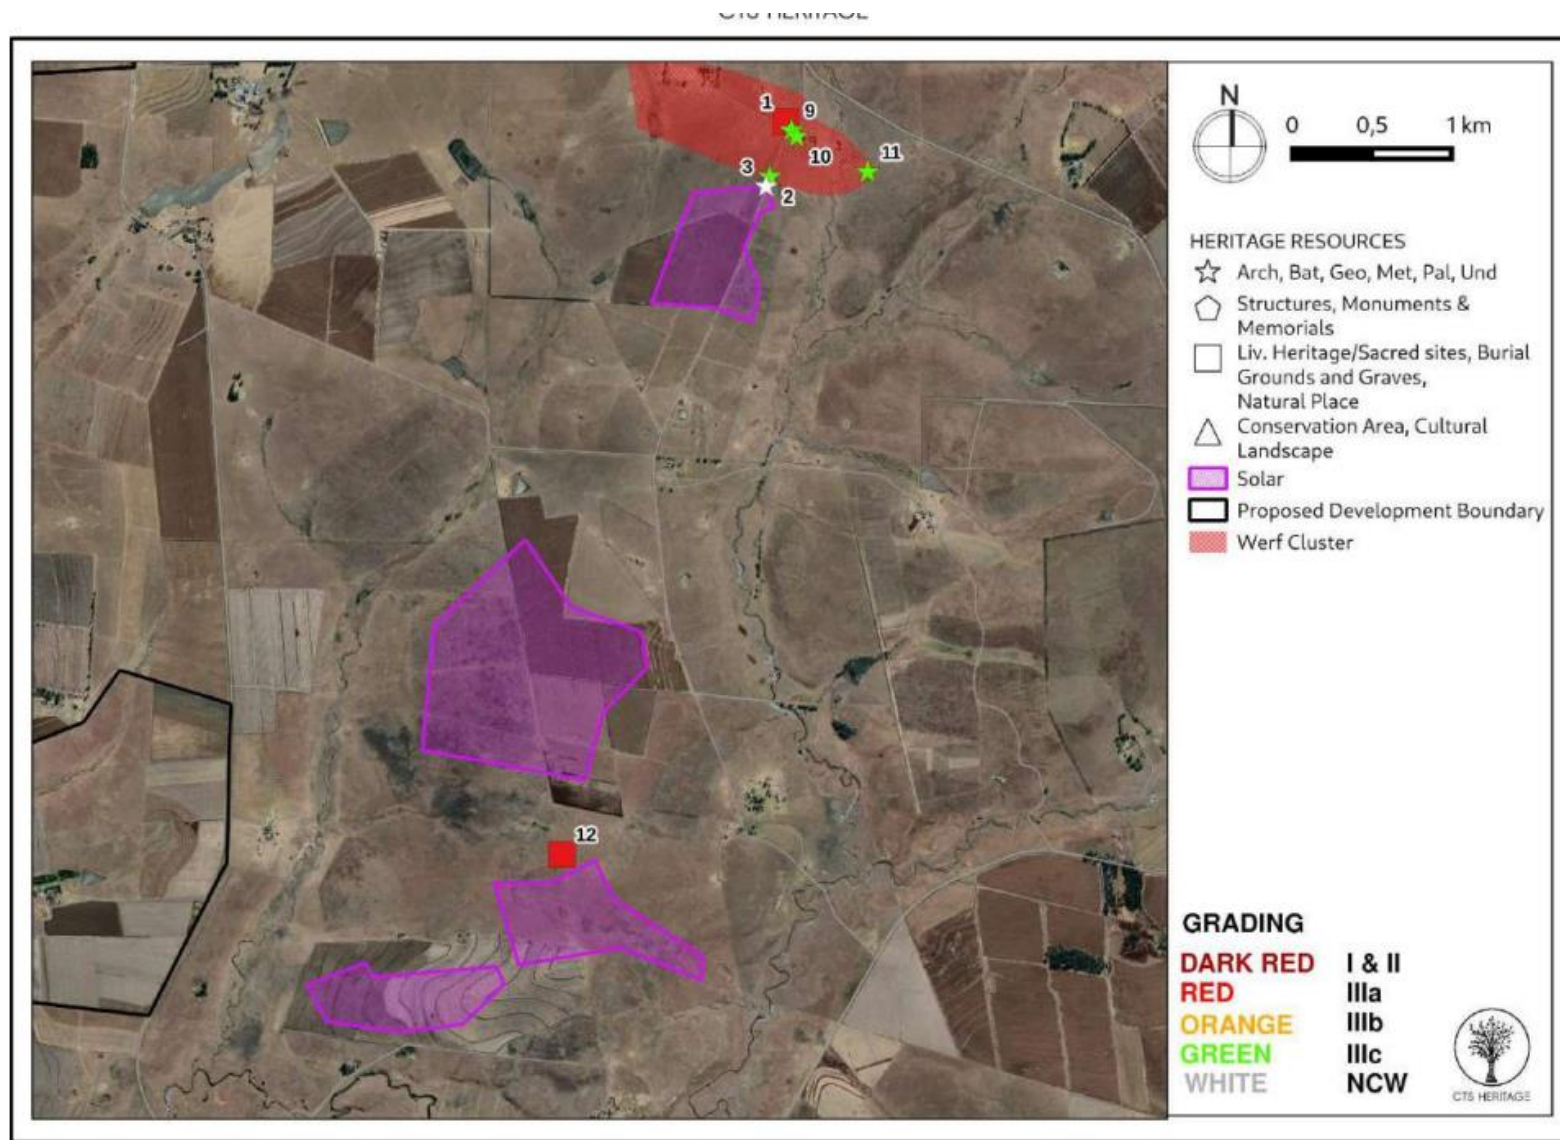 CTS HERITAGE
1
9
10
11
3
2
12
N
0 0,5 1 km
HERITAGE RESOURCES
Arch, Bat, Geo, Met, Pal, Und
Structures, Monuments &
Memorials
Liv. Heritage/Sacred sites, Burial
Grounds and Graves,
Natural Place
Conservation Area, Cultural
Landscape
Solar
Proposed Development Boundary
Werf Cluster
GRADING
DARK RED I & II
RED IIIa
ORANGE IIIb
GREEN IIIc
WHITE NCW
CTS HERITAGE